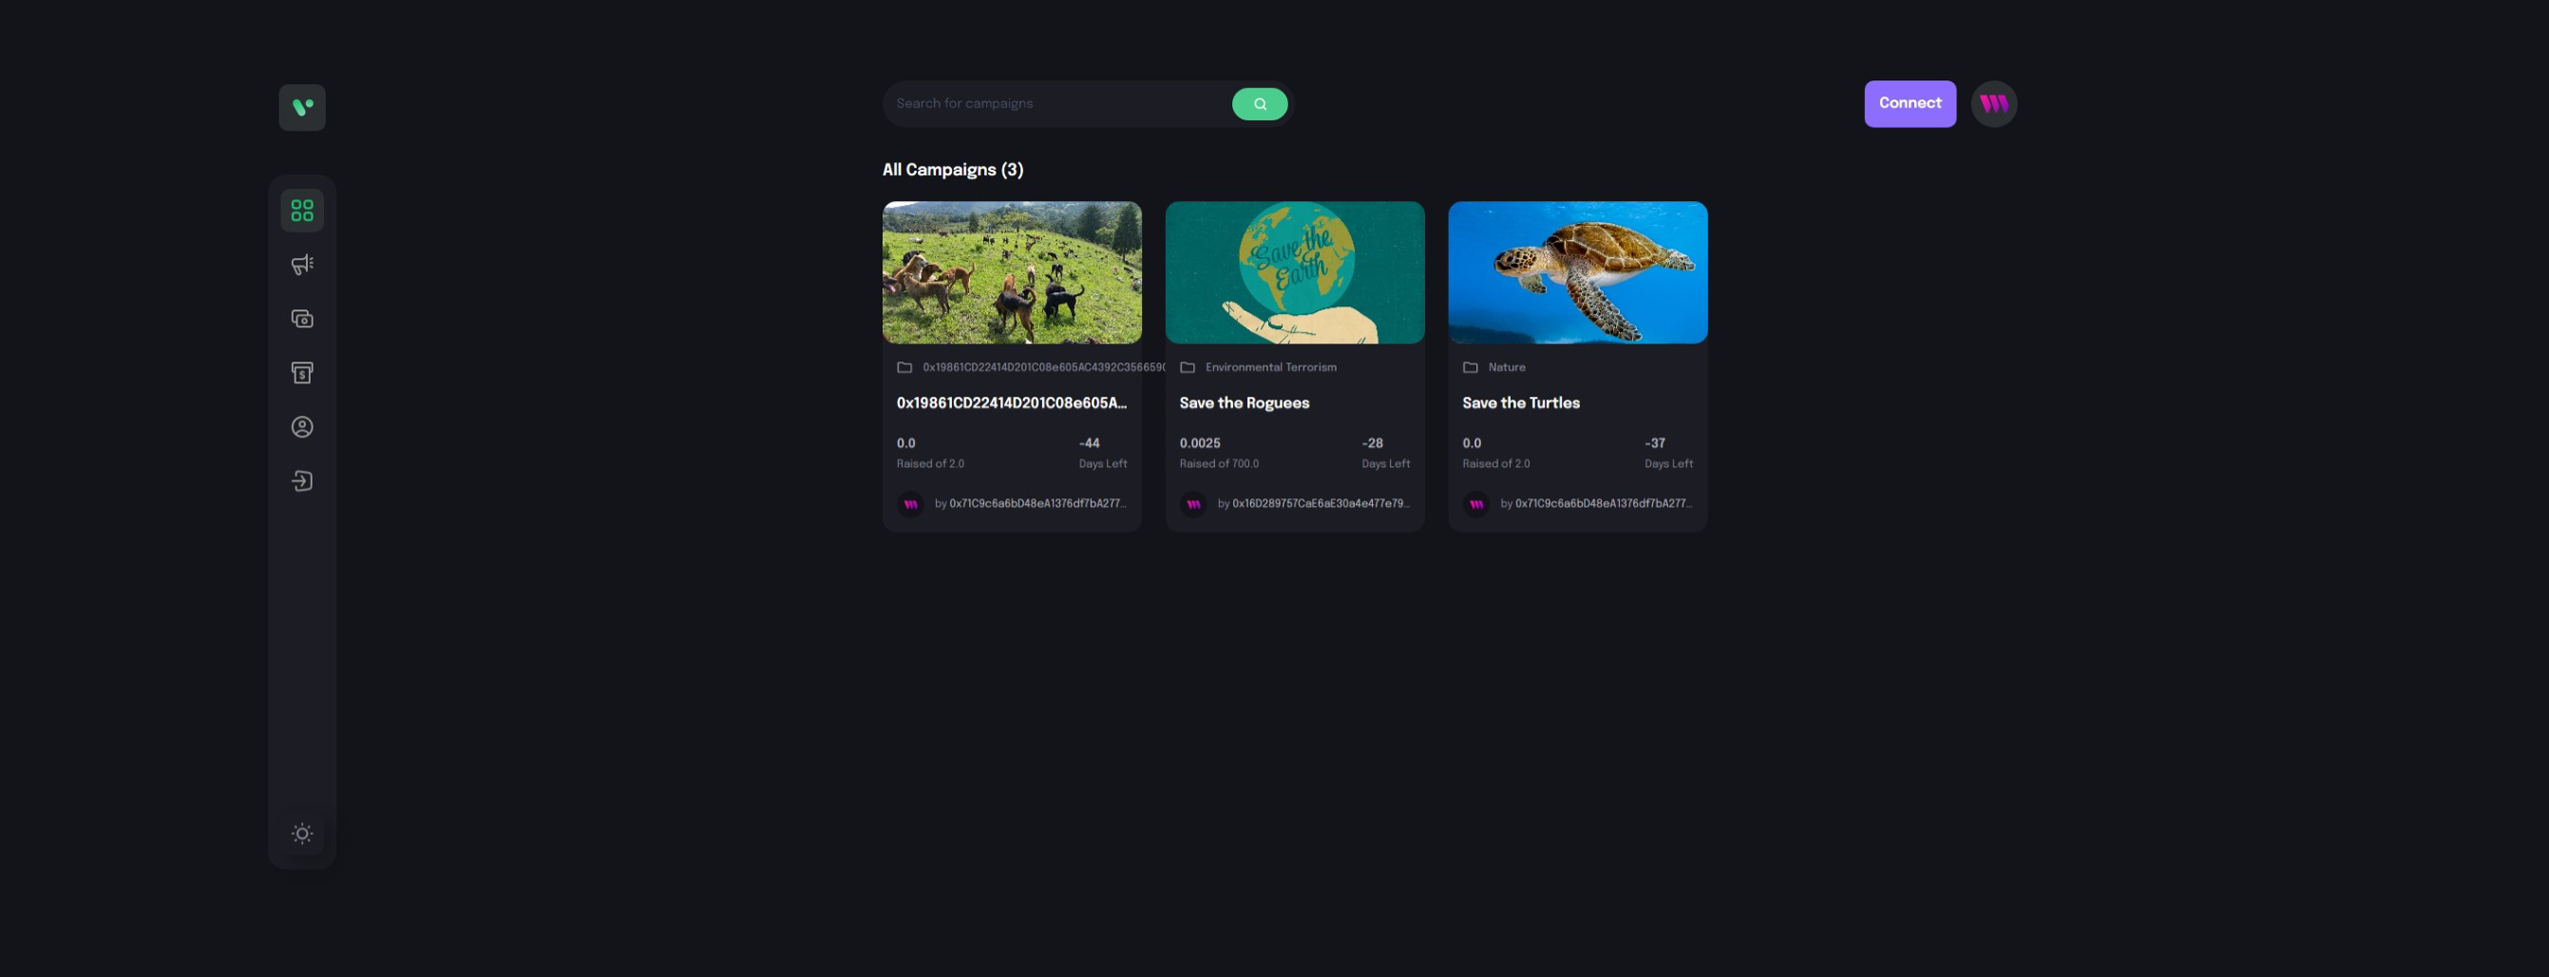 Search for campaigns
Connect
All Campaigns (3)
Save the
Earth
0x19861CD22414D201C08e605AC4392C3566590
0x19861CD22414D201C08e605A...
0.0
-44
Raised of 2.0
Days Left
by 0x71C9c6a6bD48eA1376df7bA277...
Environmental Terrorism
Save the Roguees
0.0025
-28
Raised of 700.0
Days Left
by 0x16D289757CaE6aE30a4e477e79...
Nature
Save the Turtles
0.0
-37
Raised of 2.0
Days Left
by 0x71C9c6a6bD48eA1376df7bA277...